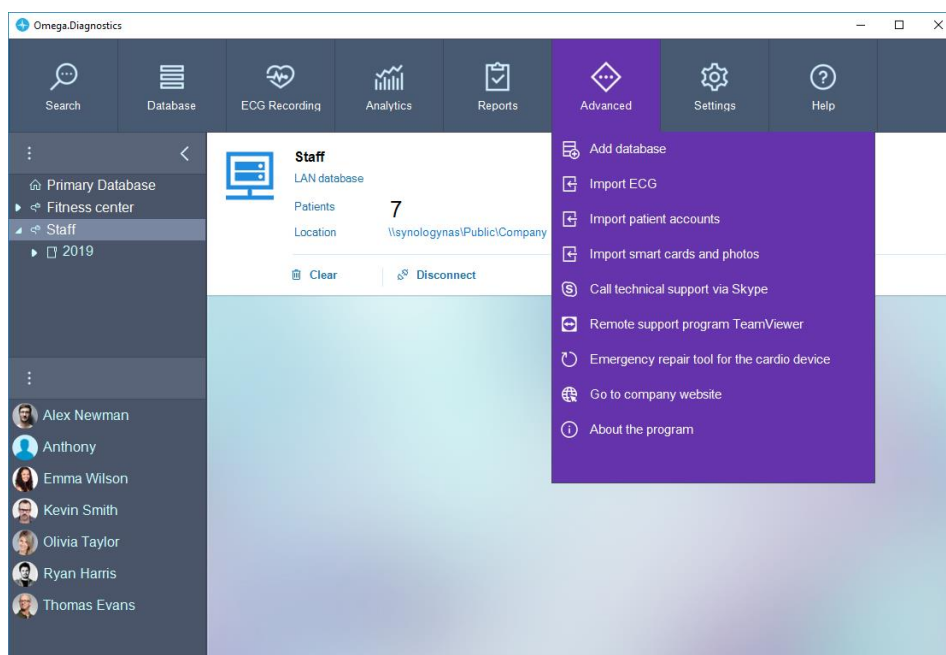 Omega.Diagnostics
Search
Database
ECG Recording
Analytics
Reports
Advanced
Settings
Help
Primary Database
Fitness center
Staff
2019
Alex Newman
Anthony
Emma Wilson
Kevin Smith
Olivia Taylor
Ryan Harris
Thomas Evans
Staff
LAN database
Patients 7
Location \\synologynas\Public\Company
Clear Disconnect
Add database
Import ECG
Import patient accounts
Import smart cards and photos
Call technical support via Skype
Remote support program TeamViewer
Emergency repair tool for the cardio device
Go to company website
About the program